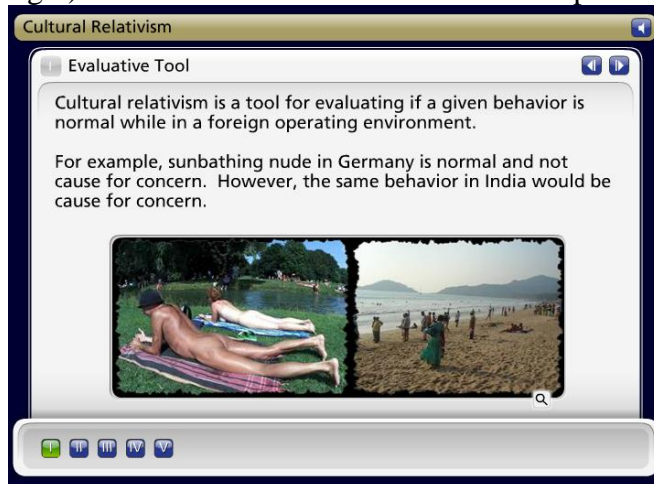 Cultural Relativism
I Evaluative Tool
Cultural relativism is a tool for evaluating if a given behavior is
normal while in a foreign operating environment.
For example, sunbathing nude in Germany is normal and not
cause for concern. However, the same behavior in India would be
cause for concern.
I II III IV V